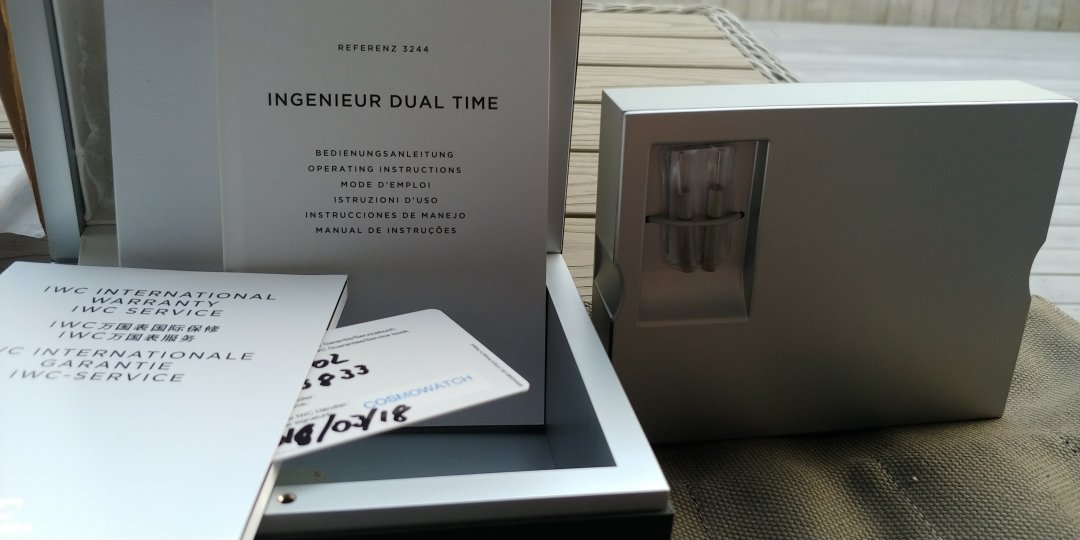 REFERENZ 3244
INGENIEUR DUAL TIME
BEDIENUNGSANLEITUNG
OPERATING INSTRUCTIONS
MODE D'EMPLOI
ISTRUZIONI D'USO
INSTRUCCIONES DE MANEJO
MANUAL DE INSTRUÇÕES
IWC INTERNATIONAL
WARRANTY
IWC SERVICE
IWC万国表国际保修
IWC万国表服务
INTERNATIONALE
GARANTIE
IWC-SERVICE
COSMOWATCH